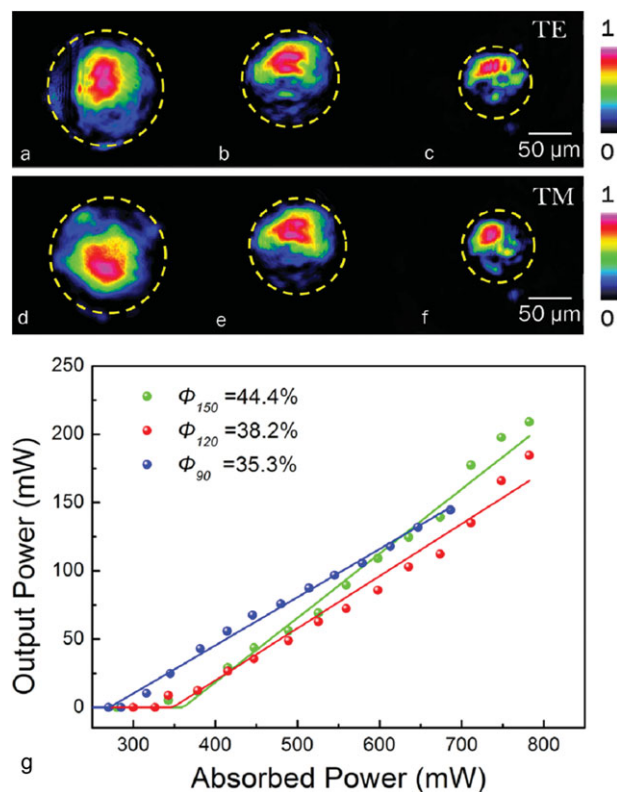 TE
1
a
b
c
50 µm
0
TM
1
d
e
f
50 µm
0
250
200
150
100
50
0
Output Power (mW)
Φ150 =44.4%
Φ120 =38.2%
Φ90 =35.3%
300 400 500 600 700 800
Absorbed Power (mW)
g